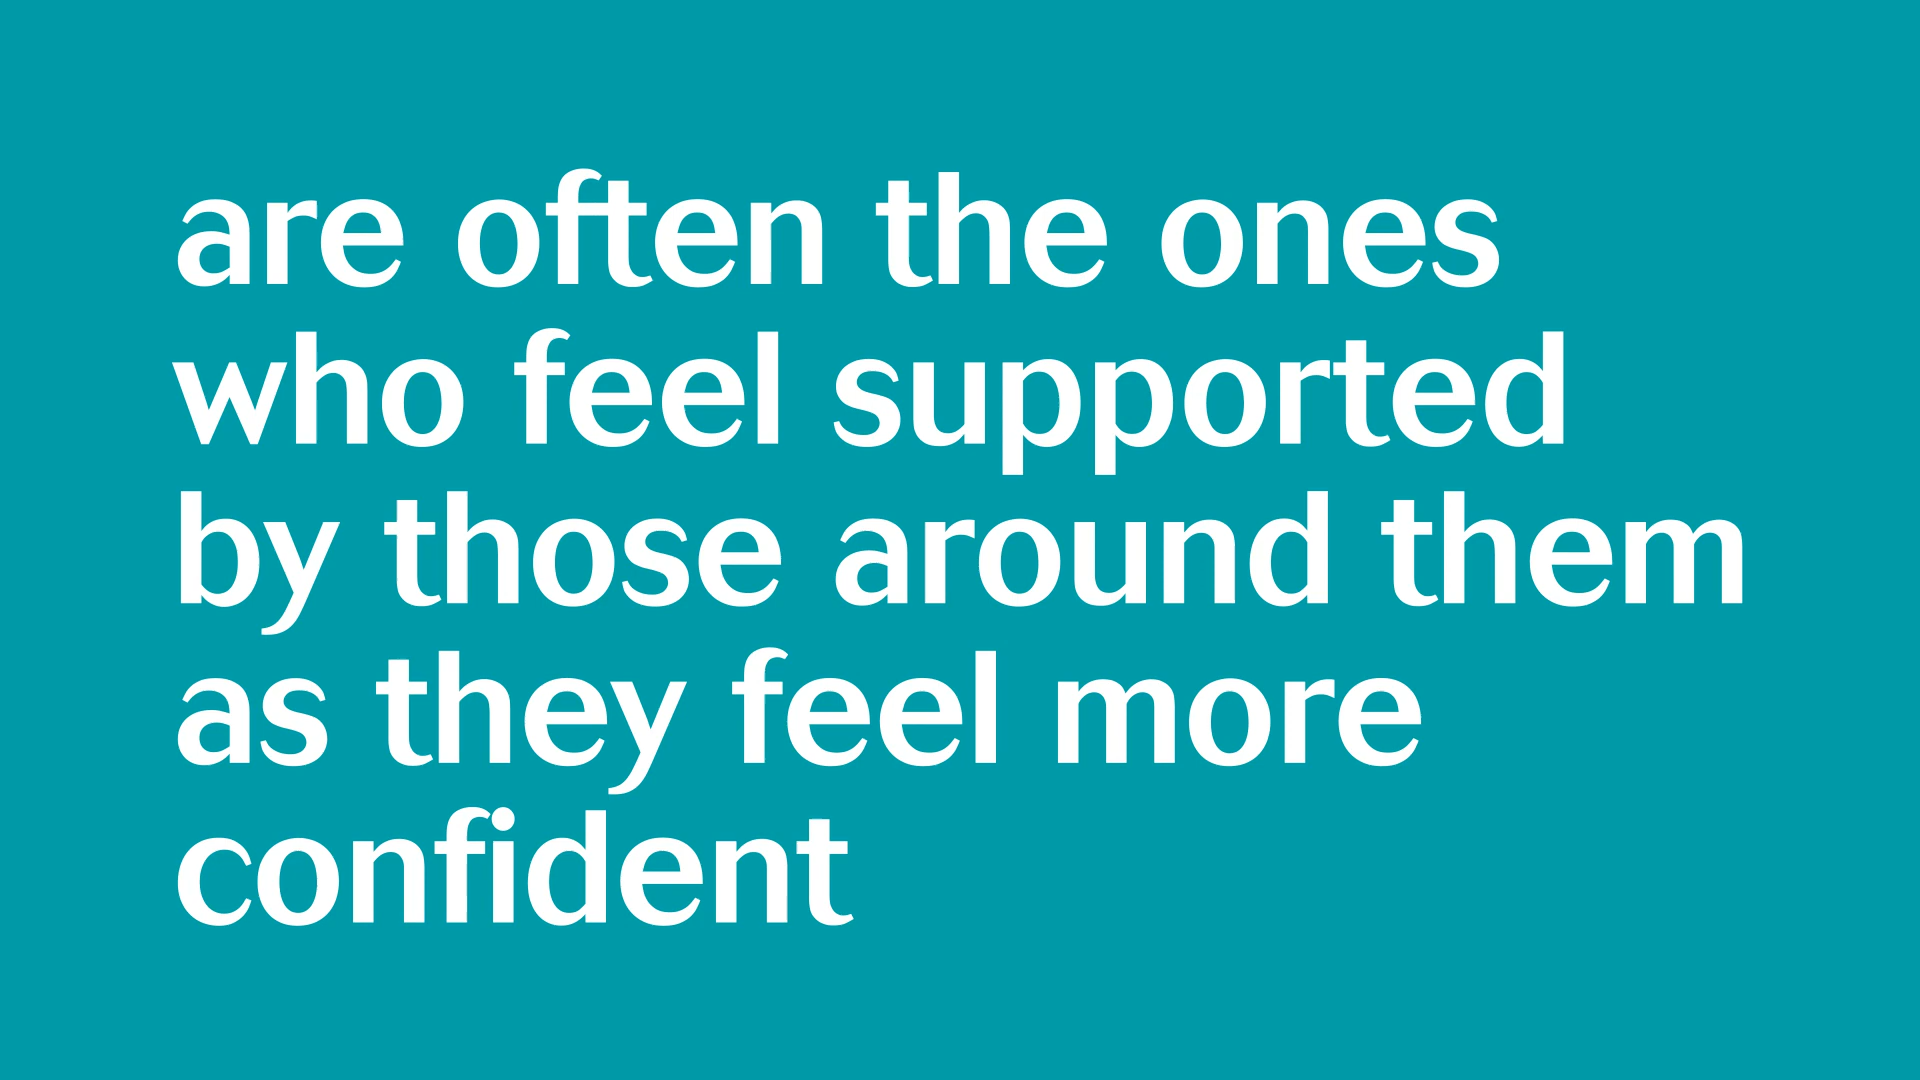 are often the ones
who feel supported
by those around them
as they feel more
confident